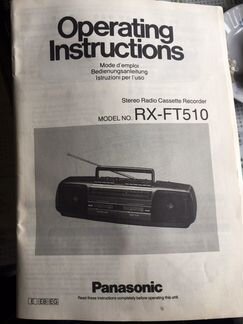 Operating
Instructions
Mode d'emploi
Bedienungsanleitung
Istruzioni per l'uso
Stereo Radio Cassette Recorder
MODEL NO. RX-FT510
Panasonic
Read these instructions completely before operating this unit.
E EB EG